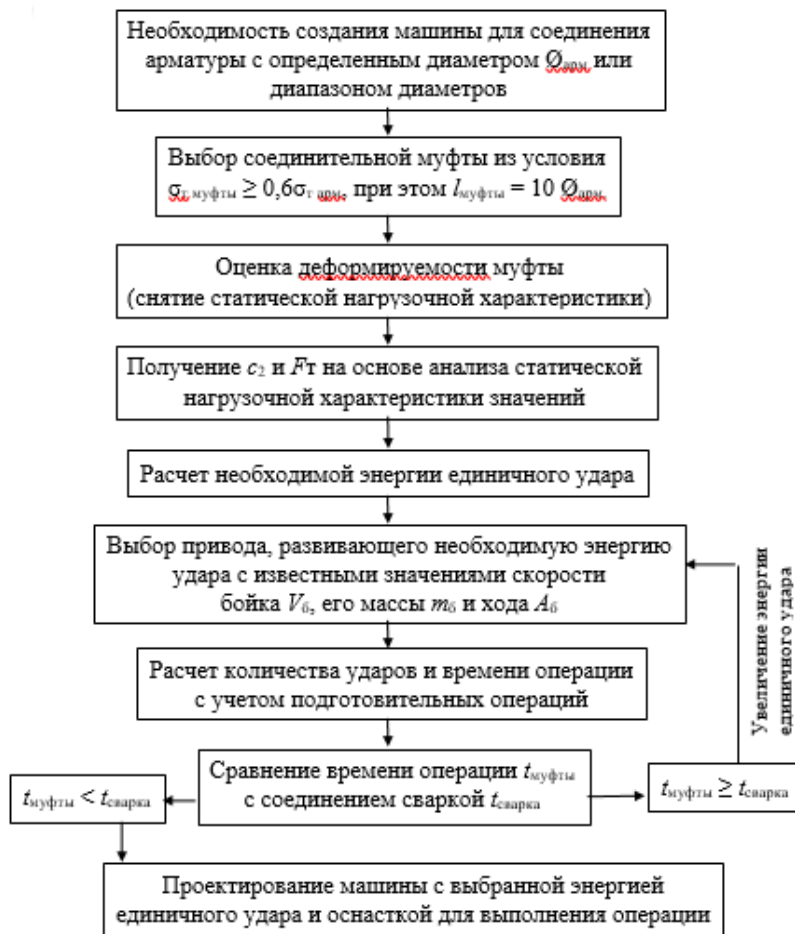 Необходимость создания машины для соединения
арматуры с определенным диаметром Øарм или
диапазоном диаметров
Выбор соединительной муфты из условия
σт муфты ≥ 0,6σт арм, при этом lмуфты = 10 Øарм
Оценка деформируемости муфты
(снятие статической нагрузочной характеристики)
Получение c2 и Fт на основе анализа статической
нагрузочной характеристики значений
Расчет необходимой энергии единичного удара
Выбор привода, развивающего необходимую энергию
удара с известными значениями скорости
бойка Vб, его массы mб и хода Aб
Увеличение энергии
единичного удара
Расчет количества ударов и времени операции
с учетом подготовительных операций
Сравнение времени операции tмуфты
с соединением сваркой tсварка
tмуфты < tсварка
tмуфты ≥ tсварка
Проектирование машины с выбранной энергией
единичного удара и оснасткой для выполнения операции